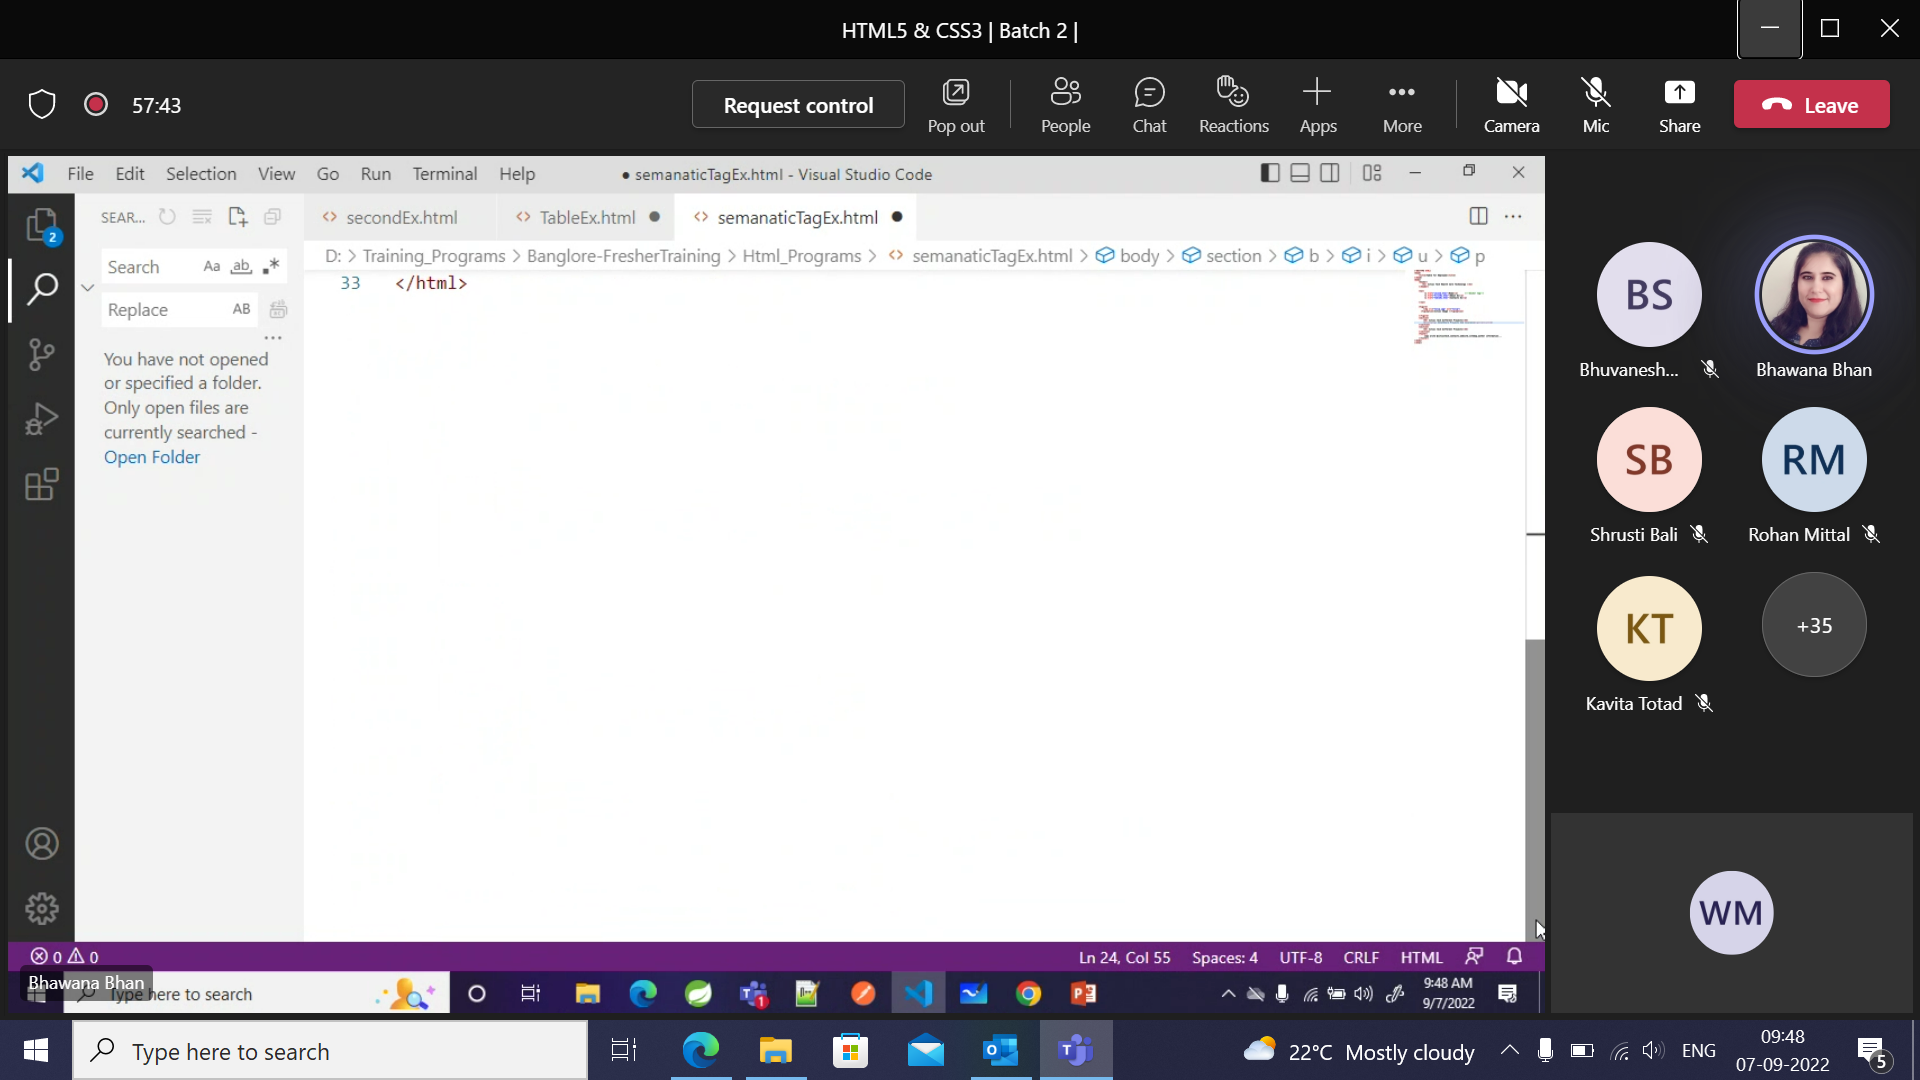 HTML5 & CSS3 | Batch 2 |
57:43
Request control
Pop out
People
Chat
Reactions
Apps
More
Camera
Mic
Share
Leave
File Edit Selection View Go Run Terminal Help
● semanaticTagEx.html - Visual Studio Code
SEAR...
<> secondEx.html
<> TableEx.html ●
<> semanaticTagEx.html ●
D: > Training_Programs > Banglore-FresherTraining > Html_Programs > <> semanaticTagEx.html > body > section > b > i > u > p
2
Search Aa ab .*
Replace AB
...
33 </html>
You have not opened
or specified a folder.
Only open files are
currently searched -
Open Folder
BS
Bhuvanesh...
Bhawana Bhan
SB
Shrusti Bali
RM
Rohan Mittal
KT
Kavita Totad
+35
WM
0 0
Ln 24, Col 55 Spaces: 4 UTF-8 CRLF HTML
Bhawana Bhan
Type here to search
1
9:48 AM
9/7/2022
Type here to search
22°C Mostly cloudy
ENG
09:48
07-09-2022
5